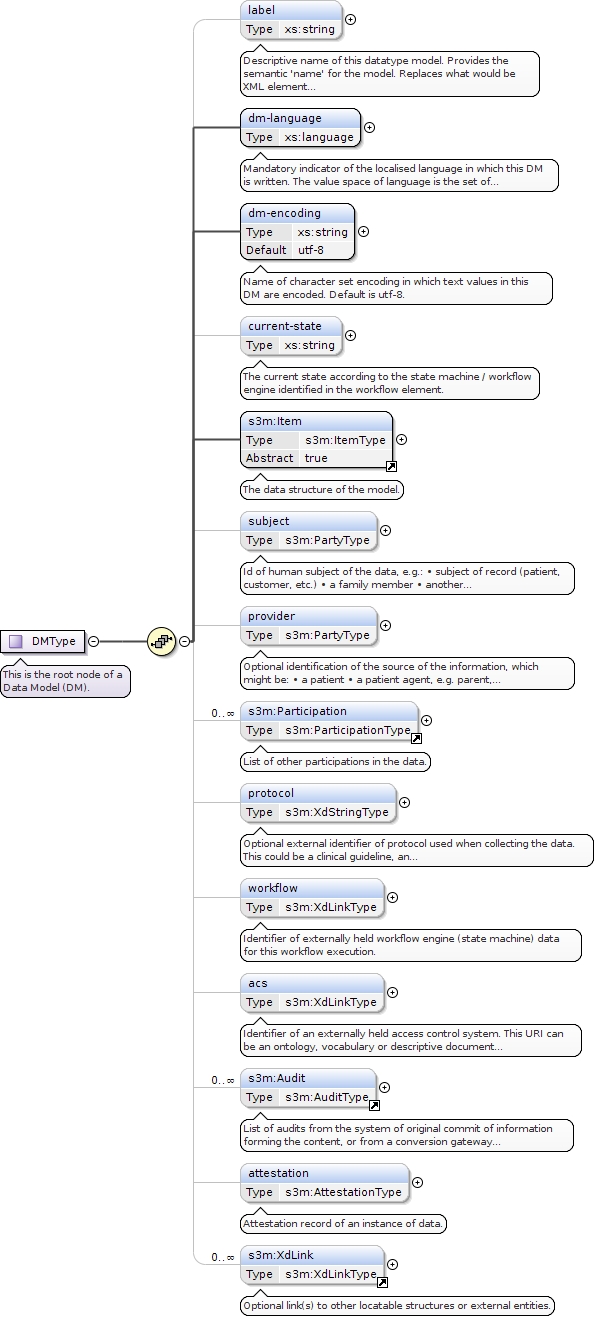 label
Type xs:string
Descriptive name of this datatype model. Provides the
semantic 'name' for the model. Replaces what would be
XML element...
dm-language
Type xs:language
Mandatory indicator of the localised language in which this DM
is written. The value space of language is the set of...
dm-encoding
Type xs:string
Default utf-8
Name of character set encoding in which text values in this
DM are encoded. Default is utf-8.
current-state
Type xs:string
The current state according to the state machine / workflow
engine identified in the workflow element.
s3m:Item
Type s3m:ItemType
Abstract true
The data structure of the model.
subject
Type s3m:PartyType
Id of human subject of the data, e.g.: • subject of record (patient,
customer, etc.) • a family member • another...
provider
Type s3m:PartyType
DMType
This is the root node of a
Data Model (DM).
Optional identification of the source of the information, which
might be: • a patient • a patient agent, e.g. parent,...
0..∞
s3m:Participation
Type s3m:ParticipationType
List of other participations in the data.
protocol
Type s3m:XdStringType
Optional external identifier of protocol used when collecting the data.
This could be a clinical guideline, an...
workflow
Type s3m:XdLinkType
Identifier of externally held workflow engine (state machine) data
for this workflow execution.
acs
Type s3m:XdLinkType
Identifier of an externally held access control system. This URI can
be an ontology, vocabulary or descriptive document...
0..∞
s3m:Audit
Type s3m:AuditType
List of audits from the system of original commit of information
forming the content, or from a conversion gateway...
attestation
Type s3m:AttestationType
Attestation record of an instance of data.
0..∞
s3m:XdLink
Type s3m:XdLinkType
Optional link(s) to other locatable structures or external entities.